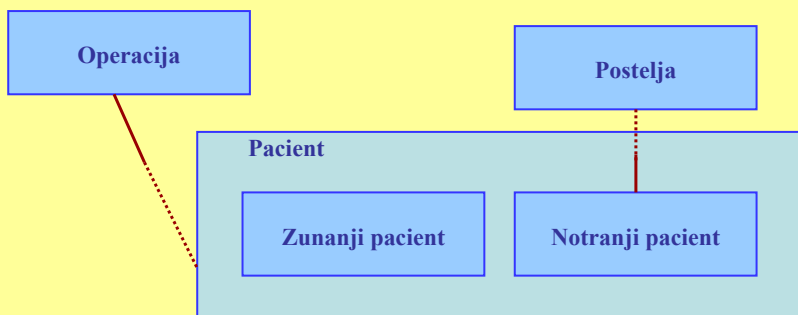 Operacija
Postelja
Pacient
Zunanji pacient
Notranji pacient